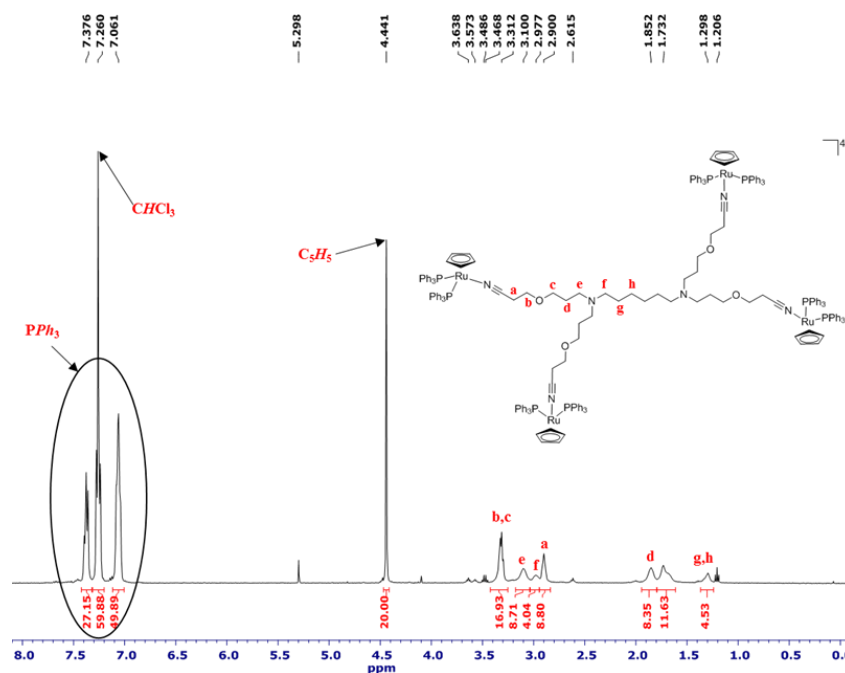 7.376
7.260
7.061
5.298
4.441
3.638
3.573
3.486
3.468
3.312
3.100
2.977
2.900
2.615
1.852
1.732
1.298
1.206
4
CHCl3
C5H5
PPh3
Ph3P
Ru
PPh3
N
O
Ph3P
Ru
Ph3P
N
a
b
O
c
d
e
N
f
g
h
N
O
N
PPh3
Ru
PPh3
O
N
Ph3P
Ru
PPh3
b,c
e
f
a
d
g,h
27.15
59.88
49.89
20.00
16.93
8.71
4.04
8.80
8.35
11.63
4.53
8.0 7.5 7.0 6.5 6.0 5.5 5.0 4.5 4.0 3.5 3.0 2.5 2.0 1.5 1.0 0.5 0.0
ppm